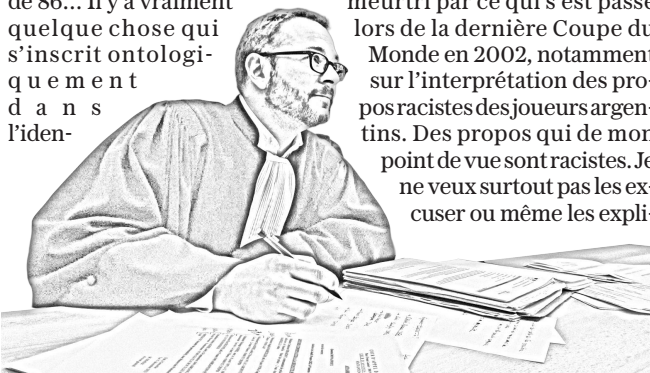 de 86... Il y a vraiment
quelque chose qui
s’inscrit ontologi-
quement
dans
l’iden-
meurtri par ce qui s’est passé
lors de la dernière Coupe du
Monde en 2002, notamment
sur l’interprétation des pro-
pos racistes des joueurs argen-
tins. Des propos qui de mon
point de vue sont racistes. Je
ne veux surtout pas les ex-
cuser ou même les expli-